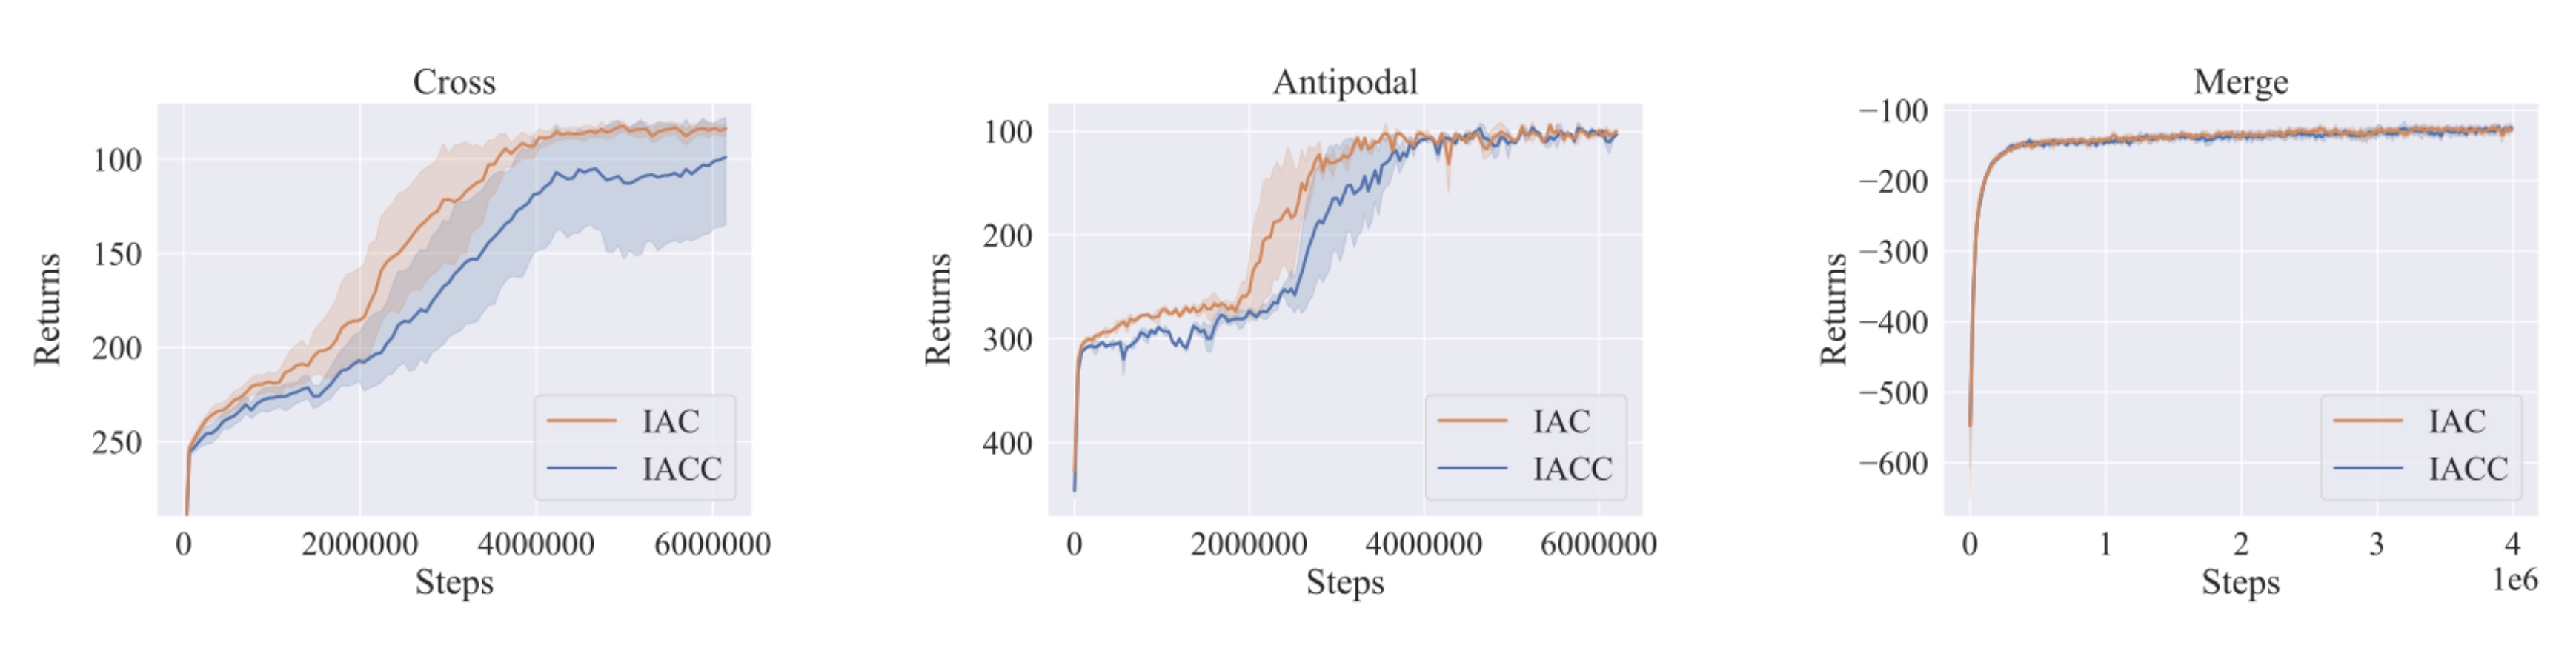 Cross
Returns
100
150
200
250
IAC
IACC
0 2000000 4000000 6000000
Steps
Antipodal
Returns
100
200
300
400
IAC
IACC
0 2000000 4000000 6000000
Steps
Merge
Returns
−100
−200
−300
−400
−500
−600
IAC
IACC
0 1 2 3 4
1e6
Steps